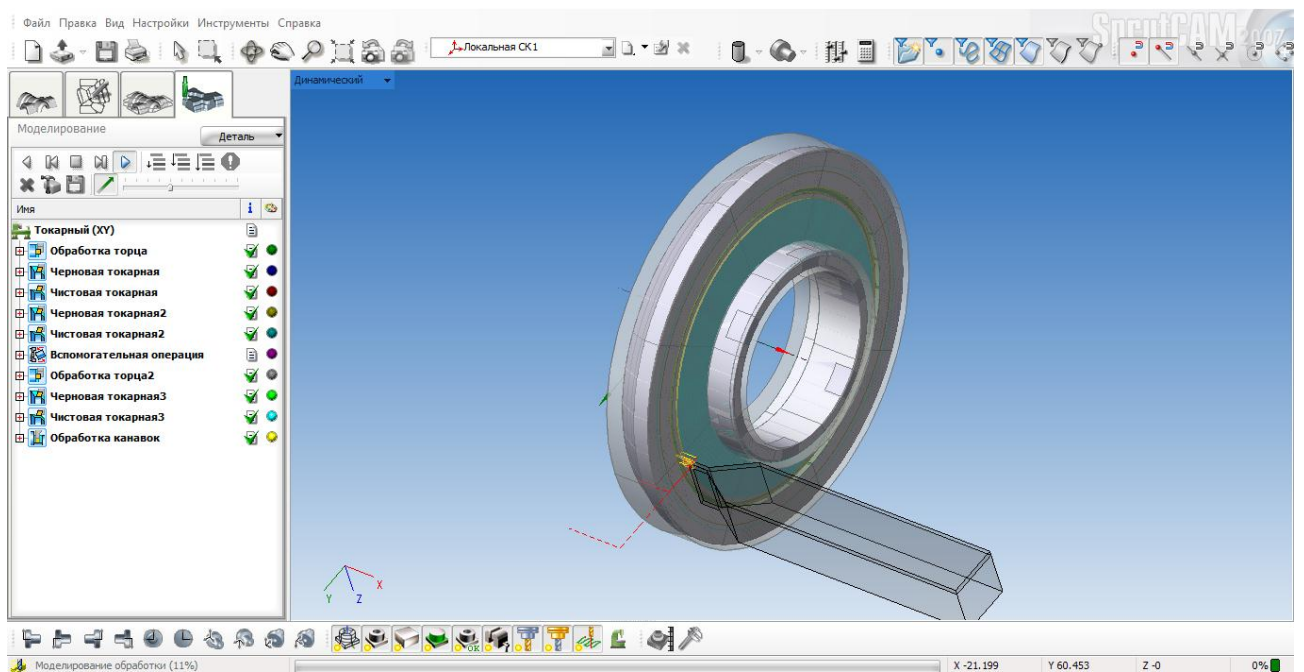 Файл Правка Вид Настройки Инструменты Справка
SprutCAM 2007
Локальная СК1
Динамический
Моделирование
Деталь
Имя
Токарный (XY)
Обработка торца
Черновая токарная
Чистовая токарная
Черновая токарная2
Чистовая токарная2
Вспомогательная операция
Обработка торца2
Черновая токарная3
Чистовая токарная3
Обработка канавок
X
Y
Z
OK
Моделирование обработки (11%)
X -21.199
Y 60.453
Z -0
0%